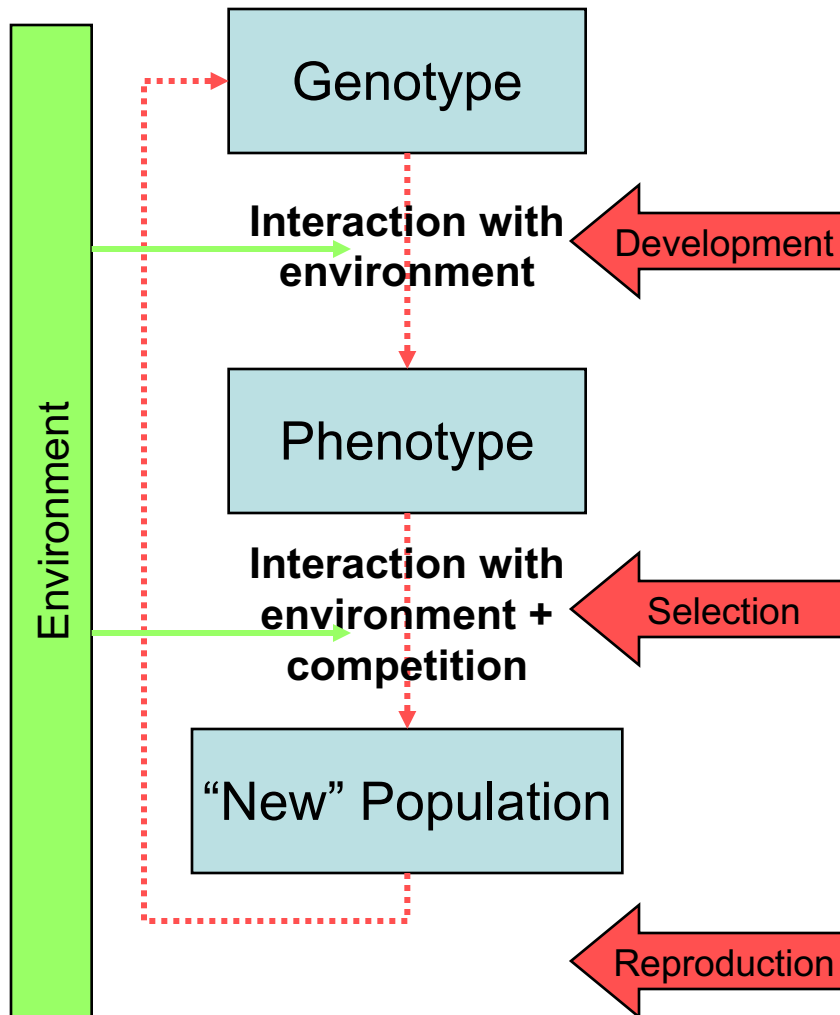 Genotype
Interaction with
environment
Development
Environment
Phenotype
Interaction with
environment +
competition
Selection
“New” Population
Reproduction